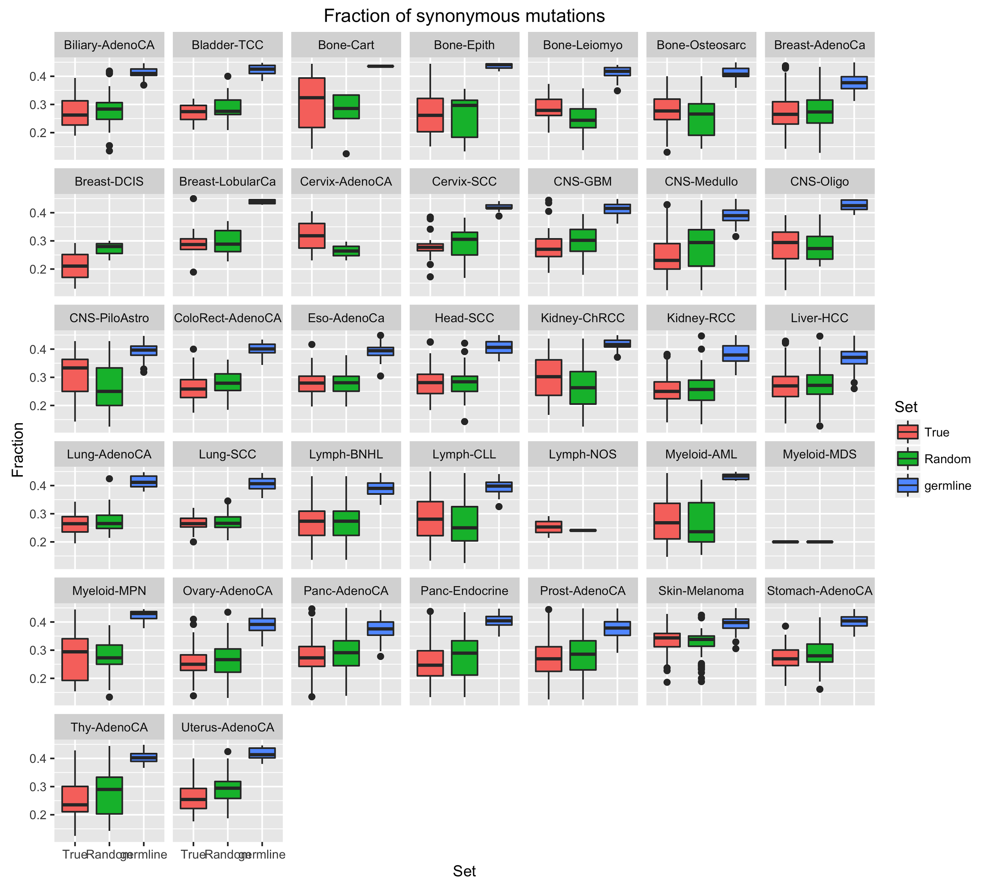 Fraction of synonymous mutations
Biliary-AdenoCA Bladder-TCC Bone-Cart Bone-Epith Bone-Leiomyo Bone-Osteosarc Breast-AdenoCa
0.4
0.3
0.2
Breast-DCIS Breast-LobularCa Cervix-AdenoCA Cervix-SCC CNS-GBM CNS-Medullo CNS-Oligo
0.4
0.3
0.2
CNS-PiloAstro ColoRect-AdenoCA Eso-AdenoCa Head-SCC Kidney-ChRCC Kidney-RCC Liver-HCC
0.4
0.3
0.2
Lung-AdenoCA Lung-SCC Lymph-BNHL Lymph-CLL Lymph-NOS Myeloid-AML Myeloid-MDS
0.4
0.3
0.2
Myeloid-MPN Ovary-AdenoCA Panc-AdenoCA Panc-Endocrine Prost-AdenoCA Skin-Melanoma Stomach-AdenoCA
0.4
0.3
0.2
Thy-AdenoCA Uterus-AdenoCA
0.4
0.3
0.2
True Random germline True Random germline
Set
Fraction
Set
True
Random
germline